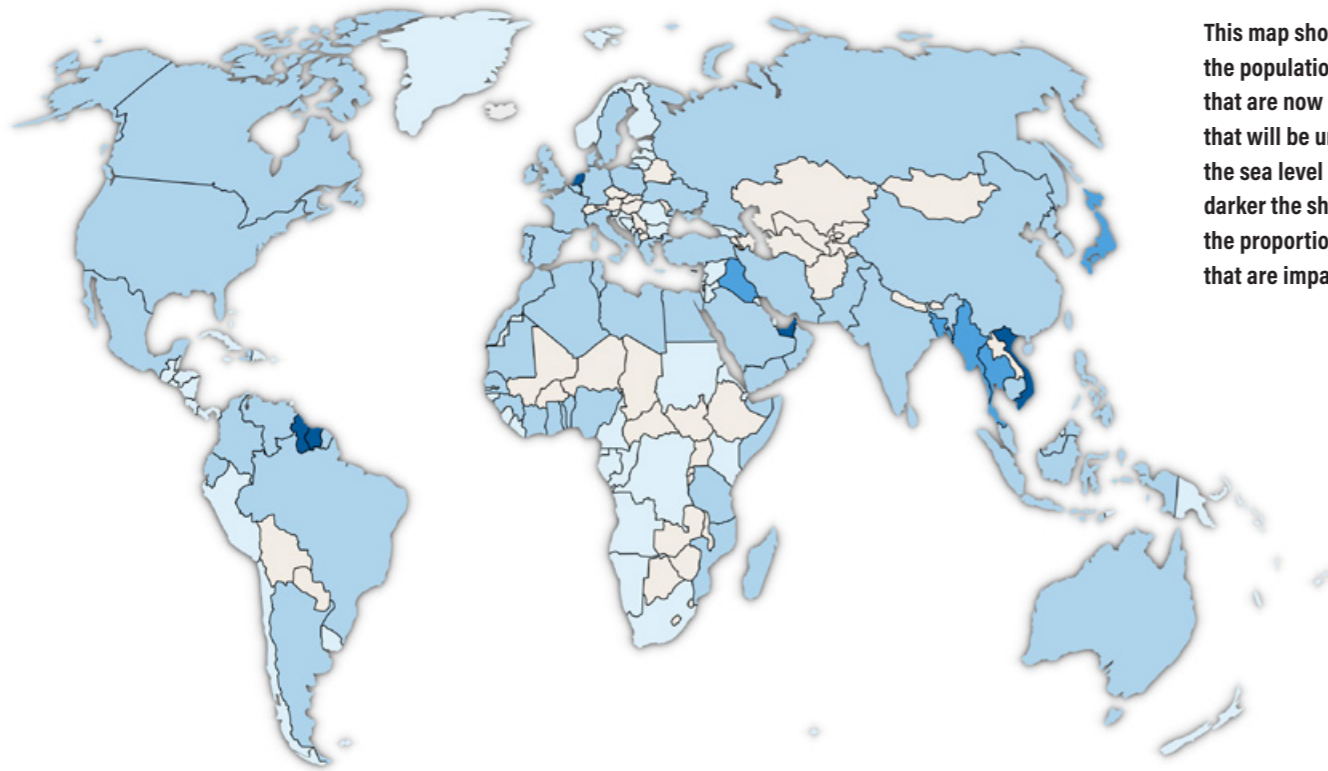 This map sho
the populatio
that are now
that will be u
the sea level
darker the sh
the proportio
that are impa